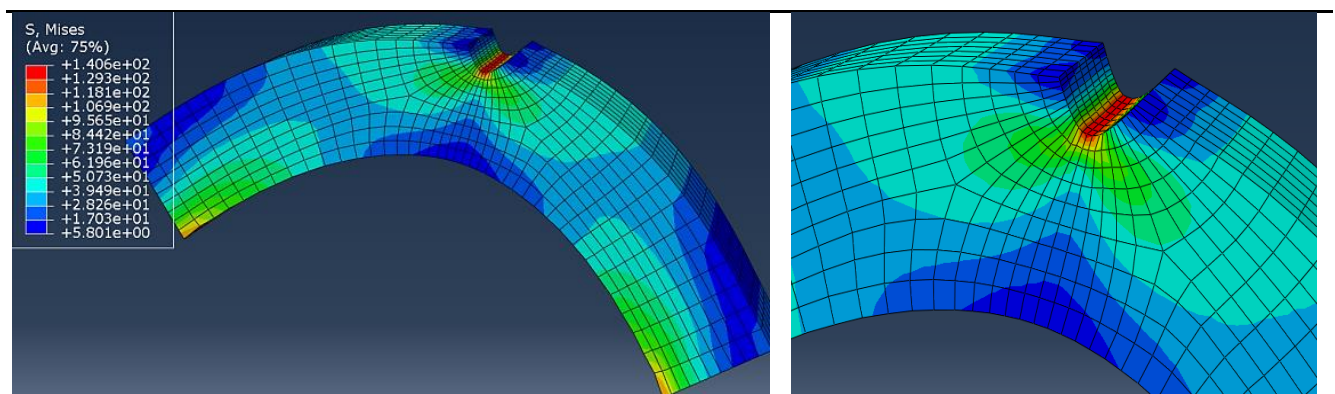 S, Mises
(Avg: 75%)
+1.406e+02
+1.293e+02
+1.181e+02
+1.069e+02
+9.565e+01
+8.442e+01
+7.319e+01
+6.196e+01
+5.073e+01
+3.949e+01
+2.826e+01
+1.703e+01
+5.801e+00